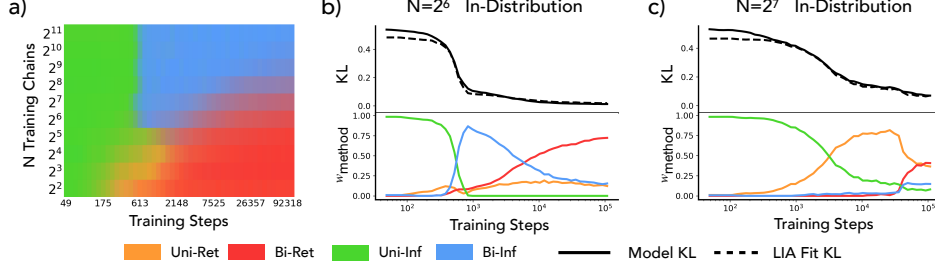 a)
N Training Chains
2¹¹
2¹⁰
2⁹
2⁸
2⁷
2⁶
2⁵
2⁴
2³
2²
49 175 613 2148 7525 26357 92318
Training Steps
b) N=2⁶ In-Distribution
KL
0.4
0.2
0.0
w method
1.00
0.75
0.50
0.25
0.00
10² 10³ 10⁴ 10⁵
Training Steps
c) N=2⁷ In-Distribution
KL
0.4
0.2
0.0
w method
1.00
0.75
0.50
0.25
0.00
10² 10³ 10⁴ 10⁵
Training Steps
Uni-Ret Bi-Ret Uni-Inf Bi-Inf Model KL LIA Fit KL